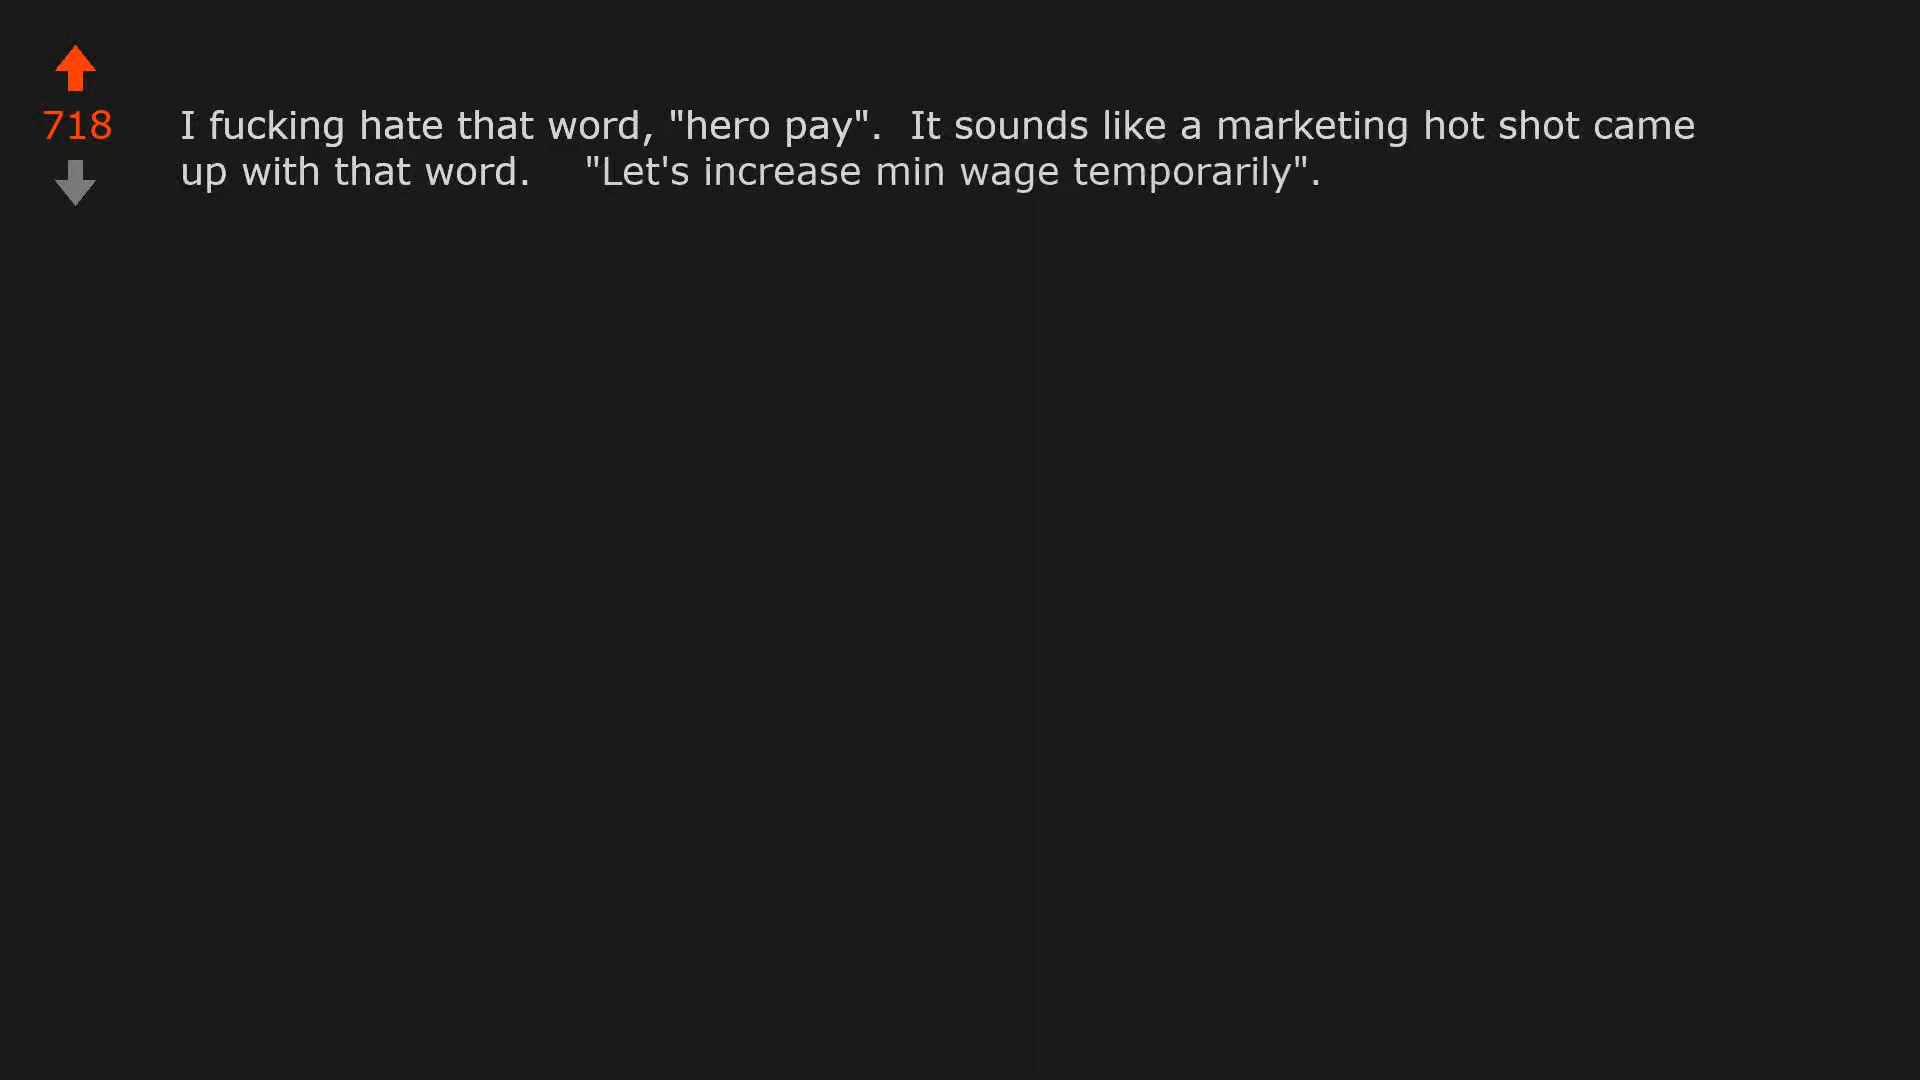 718
I fucking hate that word, "hero pay".  It sounds like a marketing hot shot came
up with that word.    "Let's increase min wage temporarily".